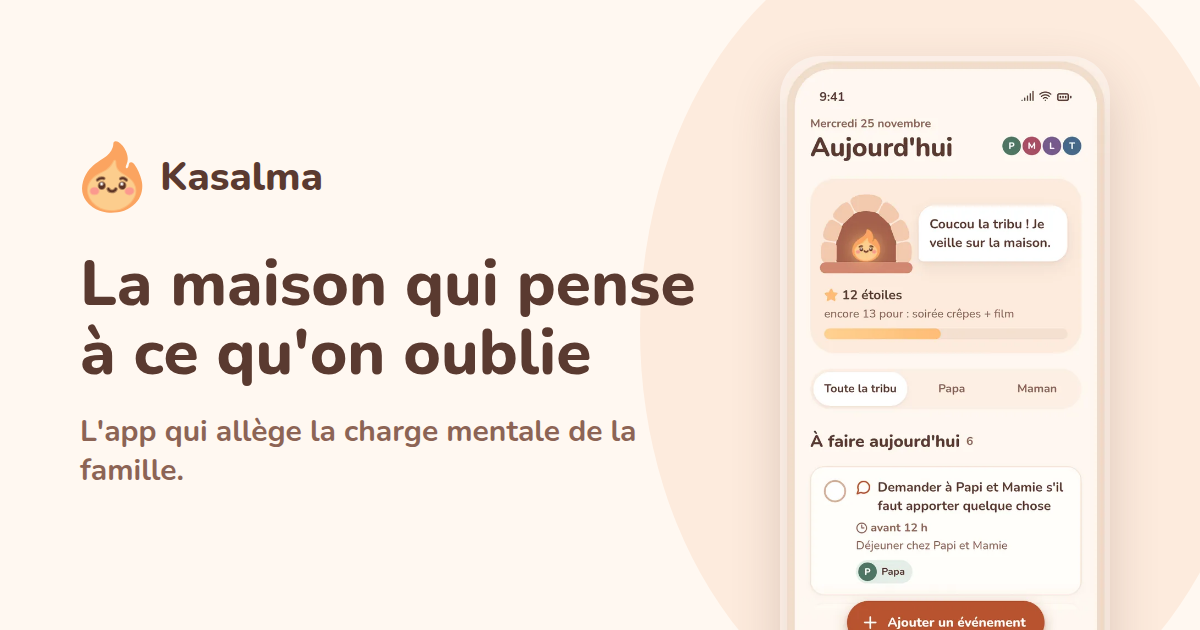 Kasalma
La maison qui pense
à ce qu'on oublie
L'app qui allège la charge mentale de la
famille.
9:41
Mercredi 25 novembre
Aujourd'hui
P M L T
Coucou la tribu ! Je
veille sur la maison.
12 étoiles
encore 13 pour : soirée crêpes + film
Toute la tribu Papa Maman
À faire aujourd'hui 6
Demander à Papi et Mamie s'il
faut apporter quelque chose
avant 12 h
Déjeuner chez Papi et Mamie
P Papa
+ Ajouter un événement